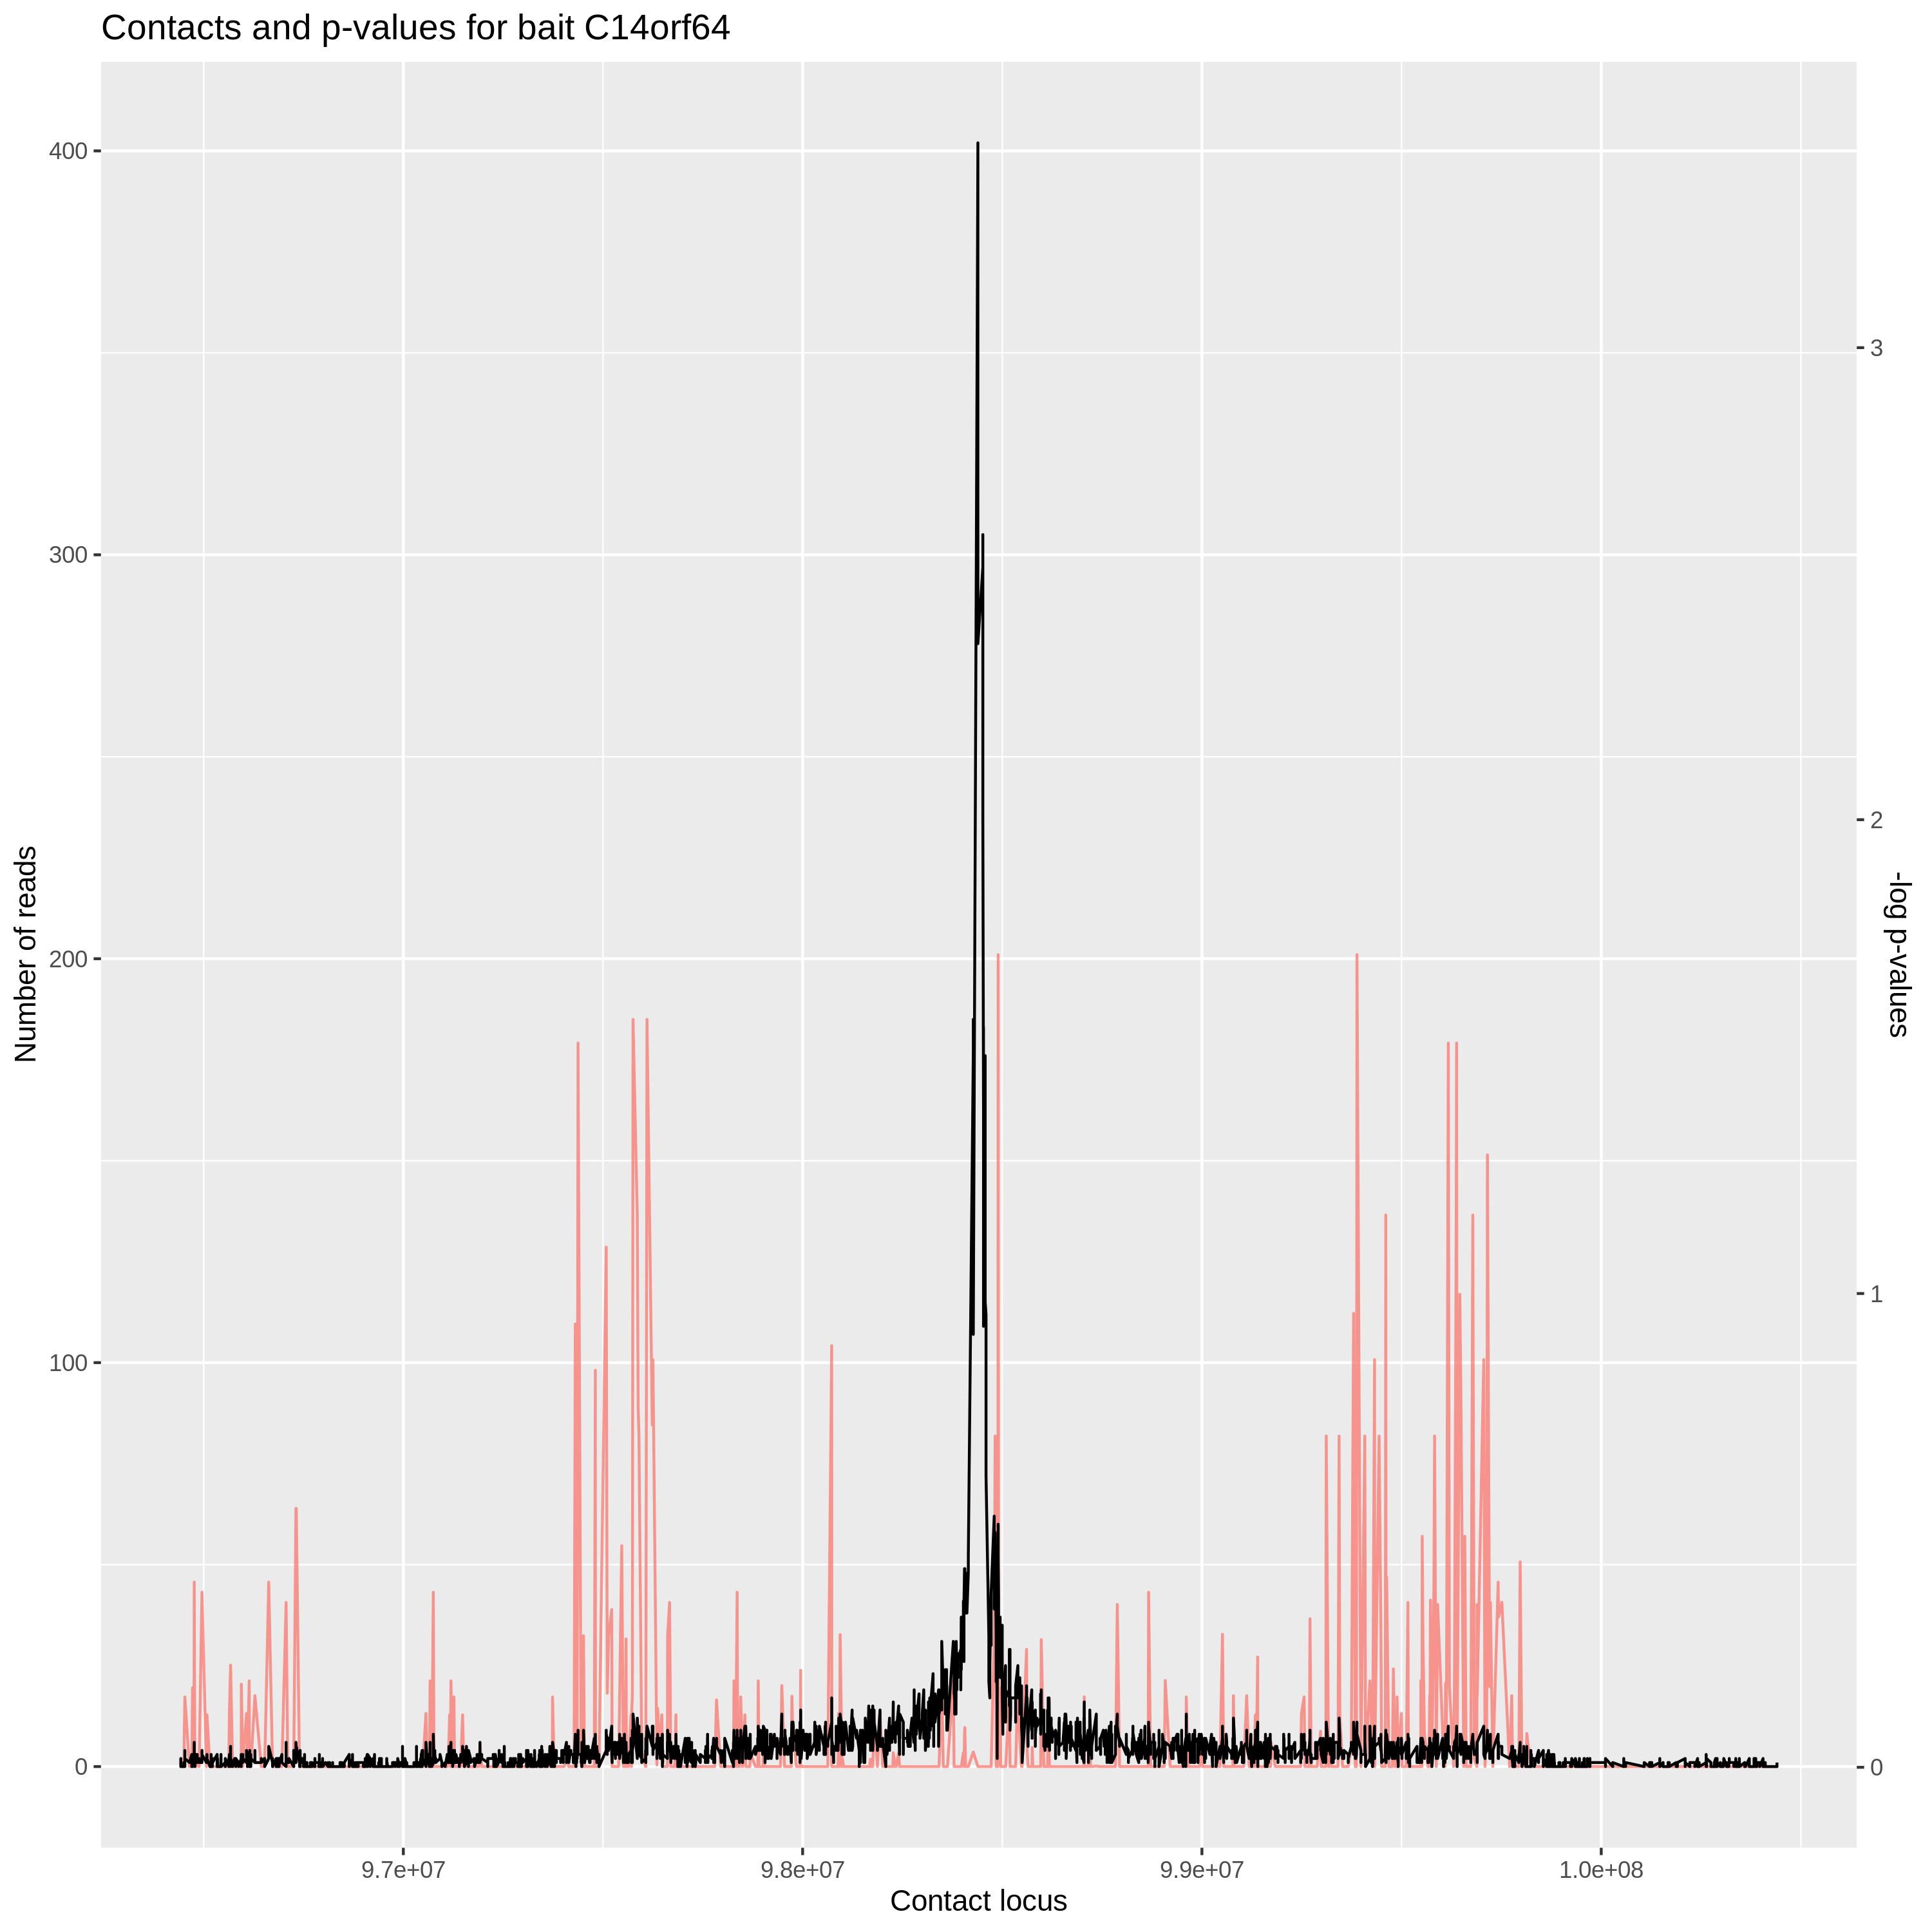 Contacts and p-values for bait C14orf64
400
300
200
100
0
3
2
1
0
Number of reads
-log p-values
9.7e+07
9.8e+07
9.9e+07
1.0e+08
Contact locus